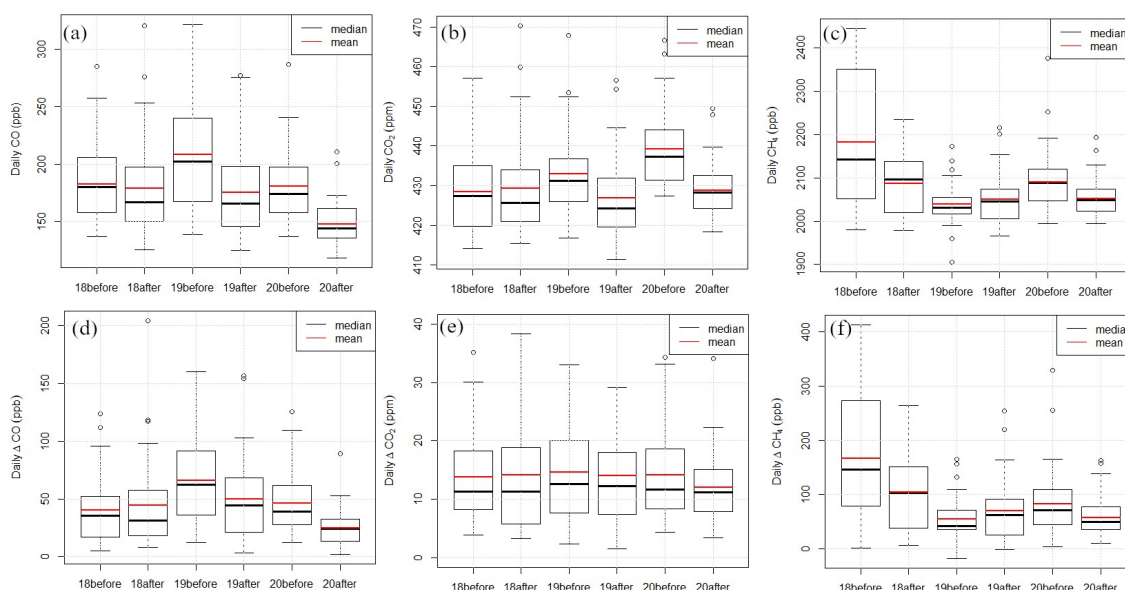 (a)
median
mean
Daily CO (ppb)
300
250
200
150
18before 18after 19before 19after 20before 20after
(b)
median
mean
Daily CO₂ (ppm)
470
460
450
440
430
420
410
18before 18after 19before 19after 20before 20after
(c)
median
mean
Daily CH₄ (ppb)
2400
2200
2100
2000
1900
18before 18after 19before 19after 20before 20after
(d)
median
mean
Daily Δ CO (ppb)
200
150
100
50
0
18before 18after 19before 19after 20before 20after
(e)
median
mean
Daily Δ CO₂ (ppm)
40
30
20
10
0
18before 18after 19before 19after 20before 20after
(f)
median
mean
Daily Δ CH₄ (ppb)
400
300
200
100
0
18before 18after 19before 19after 20before 20after